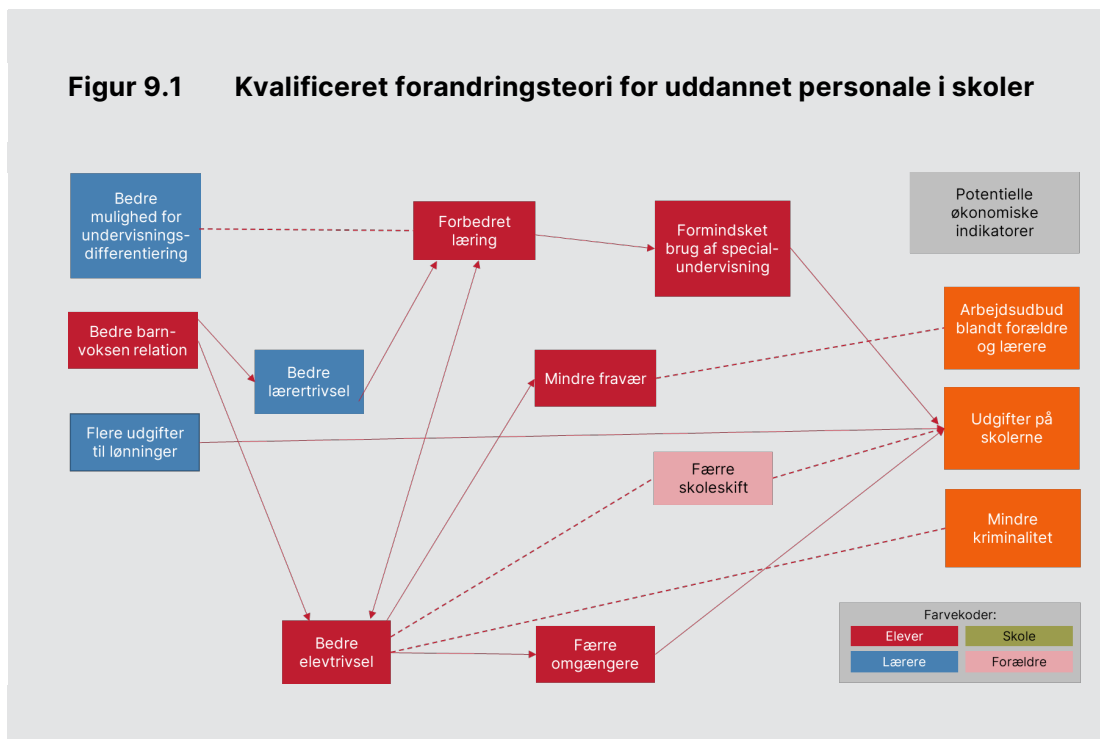 Figur 9.1 Kvalificeret forandringsteori for uddannet personale i skoler
Bedre
mulighed for
undervisnings-
differentiering
Forbedret
læring
Formindsket
brug af special-
undervisning
Potentielle
økonomiske
indikatorer
Bedre barn-
voksen relation
Bedre
lærertrivsel
Mindre fravær
Arbejdsudbud
blandt forældre
og lærere
Flere udgifter
til lønninger
Færre
skoleskift
Udgifter på
skolerne
Mindre
kriminalitet
Bedre
elevtrivsel
Færre
omgængere
Farvekoder:
Elever
Skole
Lærere
Forældre